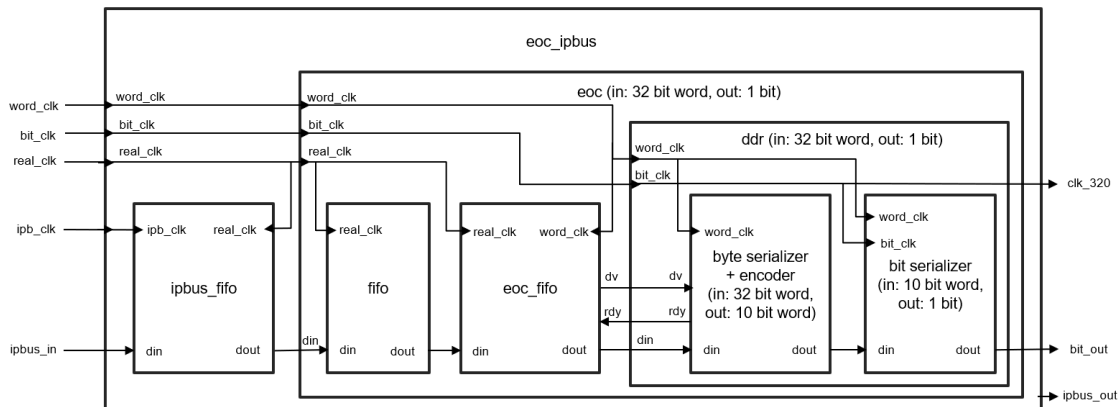 eoc_ipbus
eoc (in: 32 bit word, out: 1 bit)
ddr (in: 32 bit word, out: 1 bit)
word_clk
word_clk
word_clk
bit_clk
bit_clk
bit_clk
real_clk
real_clk
real_clk
word_clk
bit_clk
clk_320
ipb_clk
ipb_clk
real_clk
real_clk
real_clk
word_clk
word_clk
word_clk
bit_clk
ipbus_fifo
fifo
eoc_fifo
dv
dv
rdy
rdy
byte serializer
+ encoder
(in: 32 bit word,
out: 10 bit word)
bit serializer
(in: 10 bit word,
out: 1 bit)
ipbus_in
din
dout
din
din
dout
din
dout
din
din
dout
din
dout
bit_out
ipbus_out